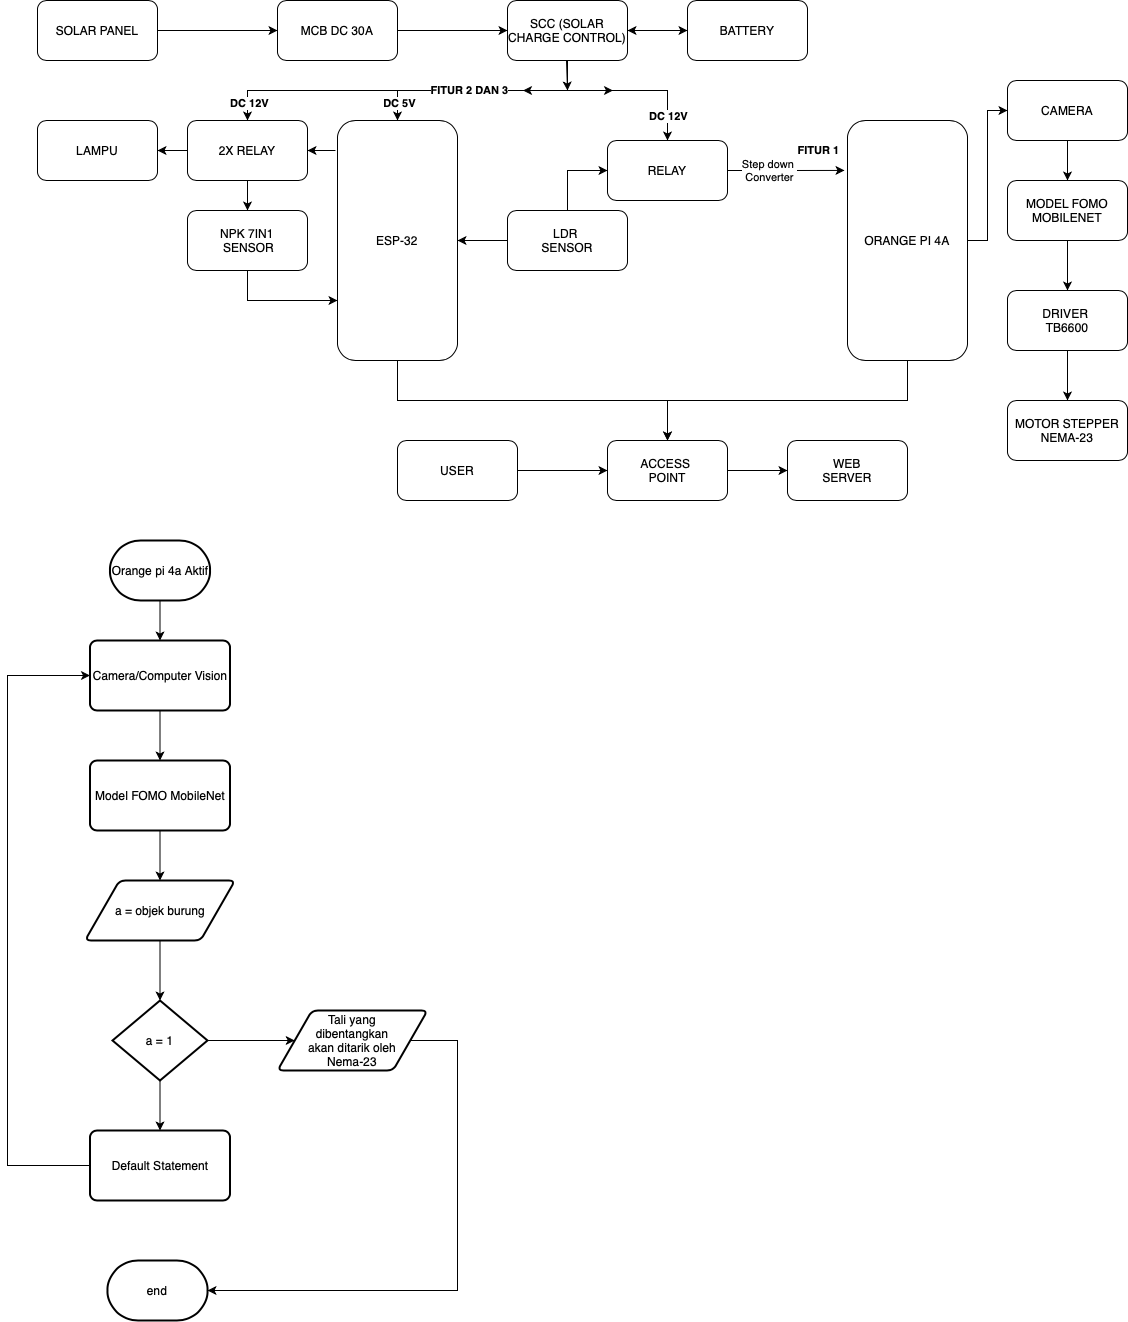 SOLAR PANEL
MCB DC 30A
SCC (SOLAR
CHARGE CONTROL)
BATTERY
FITUR 2 DAN 3
DC 12V
DC 5V
DC 12V
LAMPU
2X RELAY
RELAY
FITUR 1
Step down
Converter
CAMERA
NPK 7IN1
SENSOR
ESP-32
LDR
SENSOR
ORANGE PI 4A
MODEL FOMO
MOBILENET
DRIVER
TB6600
MOTOR STEPPER
NEMA-23
USER
ACCESS
POINT
WEB
SERVER
Orange pi 4a Aktif
Camera/Computer Vision
Model FOMO MobileNet
a = objek burung
a = 1
Tali yang
dibentangkan
akan ditarik oleh
Nema-23
Default Statement
end